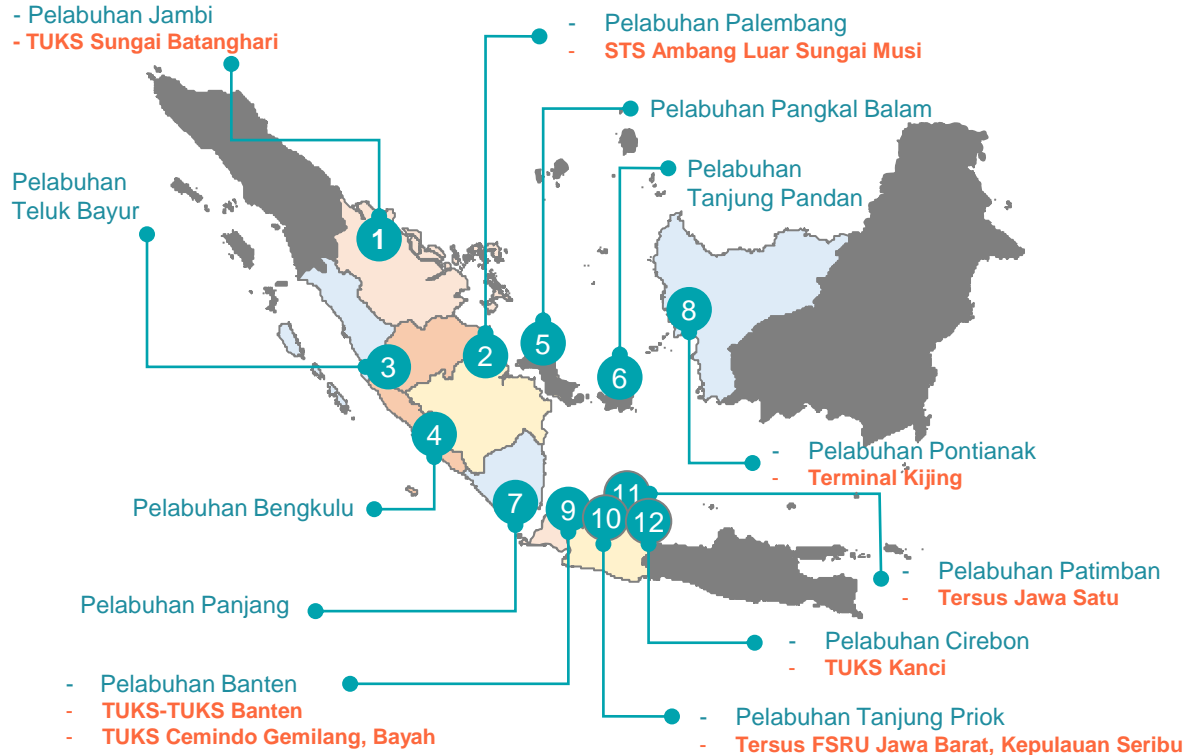 - Pelabuhan Jambi
- TUKS Sungai Batanghari
- Pelabuhan Palembang
- STS Ambang Luar Sungai Musi
Pelabuhan Pangkal Balam
Pelabuhan
Tanjung Pandan
Pelabuhan
Teluk Bayur
1
2
3
4
5
6
7
8
9
10
11
12
- Pelabuhan Pontianak
- Terminal Kijing
Pelabuhan Bengkulu
- Pelabuhan Patimban
- Tersus Jawa Satu
Pelabuhan Panjang
- Pelabuhan Cirebon
- TUKS Kanci
- Pelabuhan Banten
- TUKS-TUKS Banten
- TUKS Cemindo Gemilang, Bayah
- Pelabuhan Tanjung Priok
- Tersus FSRU Jawa Barat, Kepulauan Seribu